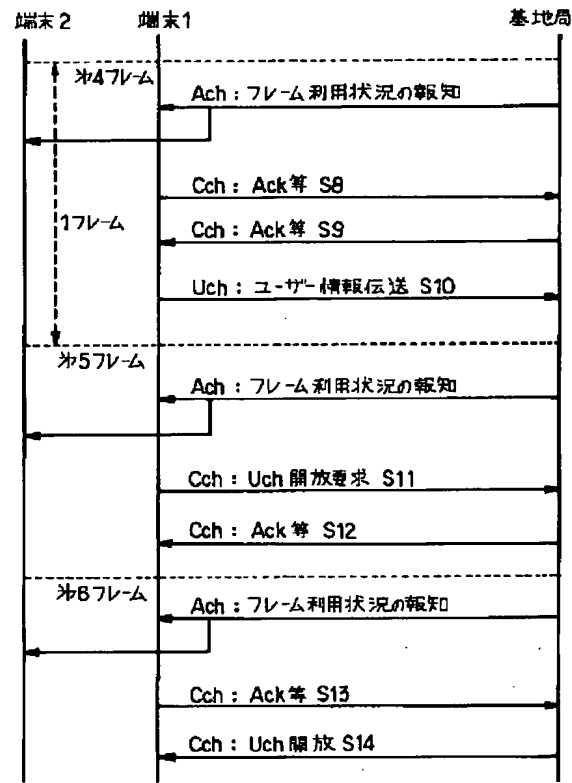 端末2 端末1 基地局
第4フレーム
Ach：フレーム利用状況の報知
Cch：Ack等 S8
Cch：Ack等 S9
1フレーム
Uch：ユーザー情報伝送 S10
第5フレーム
Ach：フレーム利用状況の報知
Cch：Uch開放要求 S11
Cch：Ack等 S12
第6フレーム
Ach：フレーム利用状況の報知
Cch：Ack等 S13
Cch：Uch開放 S14